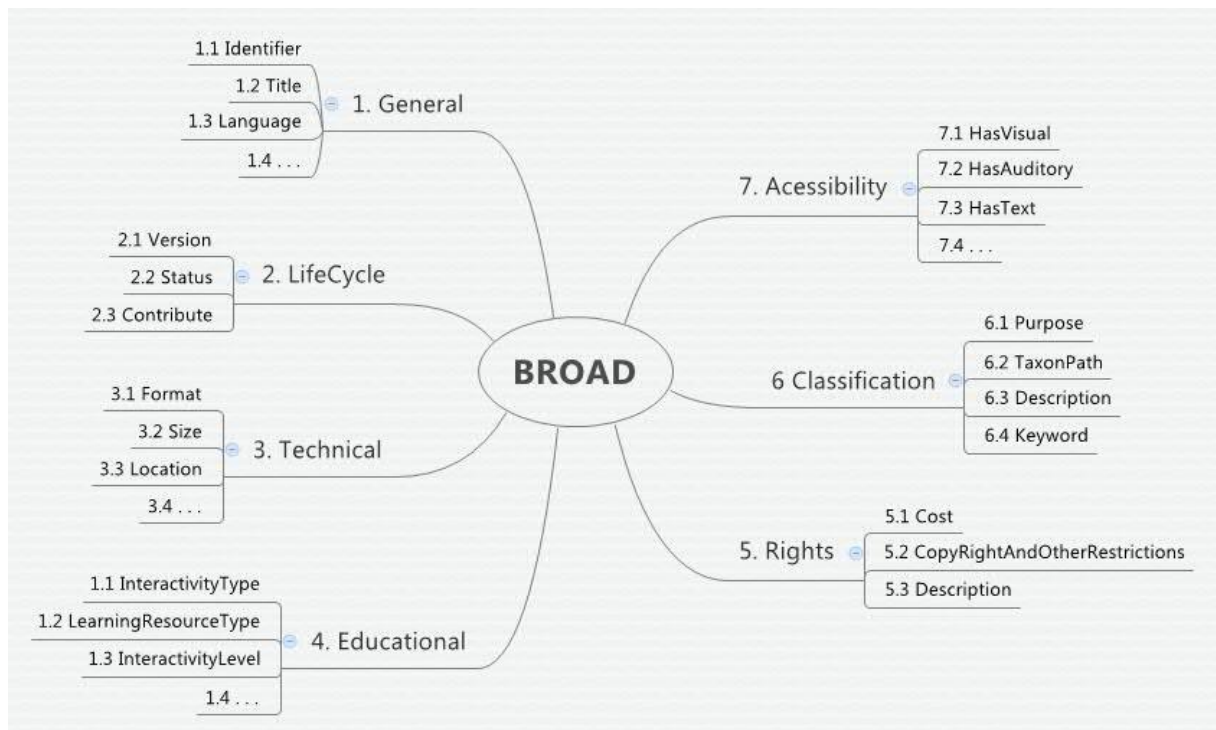 BROAD
1. General
1.1 Identifier
1.2 Title
1.3 Language
1.4 . . .
2. LifeCycle
2.1 Version
2.2 Status
2.3 Contribute
3. Technical
3.1 Format
3.2 Size
3.3 Location
3.4 . . .
4. Educational
1.1 InteractivityType
1.2 LearningResourceType
1.3 InteractivityLevel
1.4 . . .
5. Rights
5.1 Cost
5.2 CopyRightAndOtherRestrictions
5.3 Description
6 Classification
6.1 Purpose
6.2 TaxonPath
6.3 Description
6.4 Keyword
7. Acessibility
7.1 HasVisual
7.2 HasAuditory
7.3 HasText
7.4 . . .